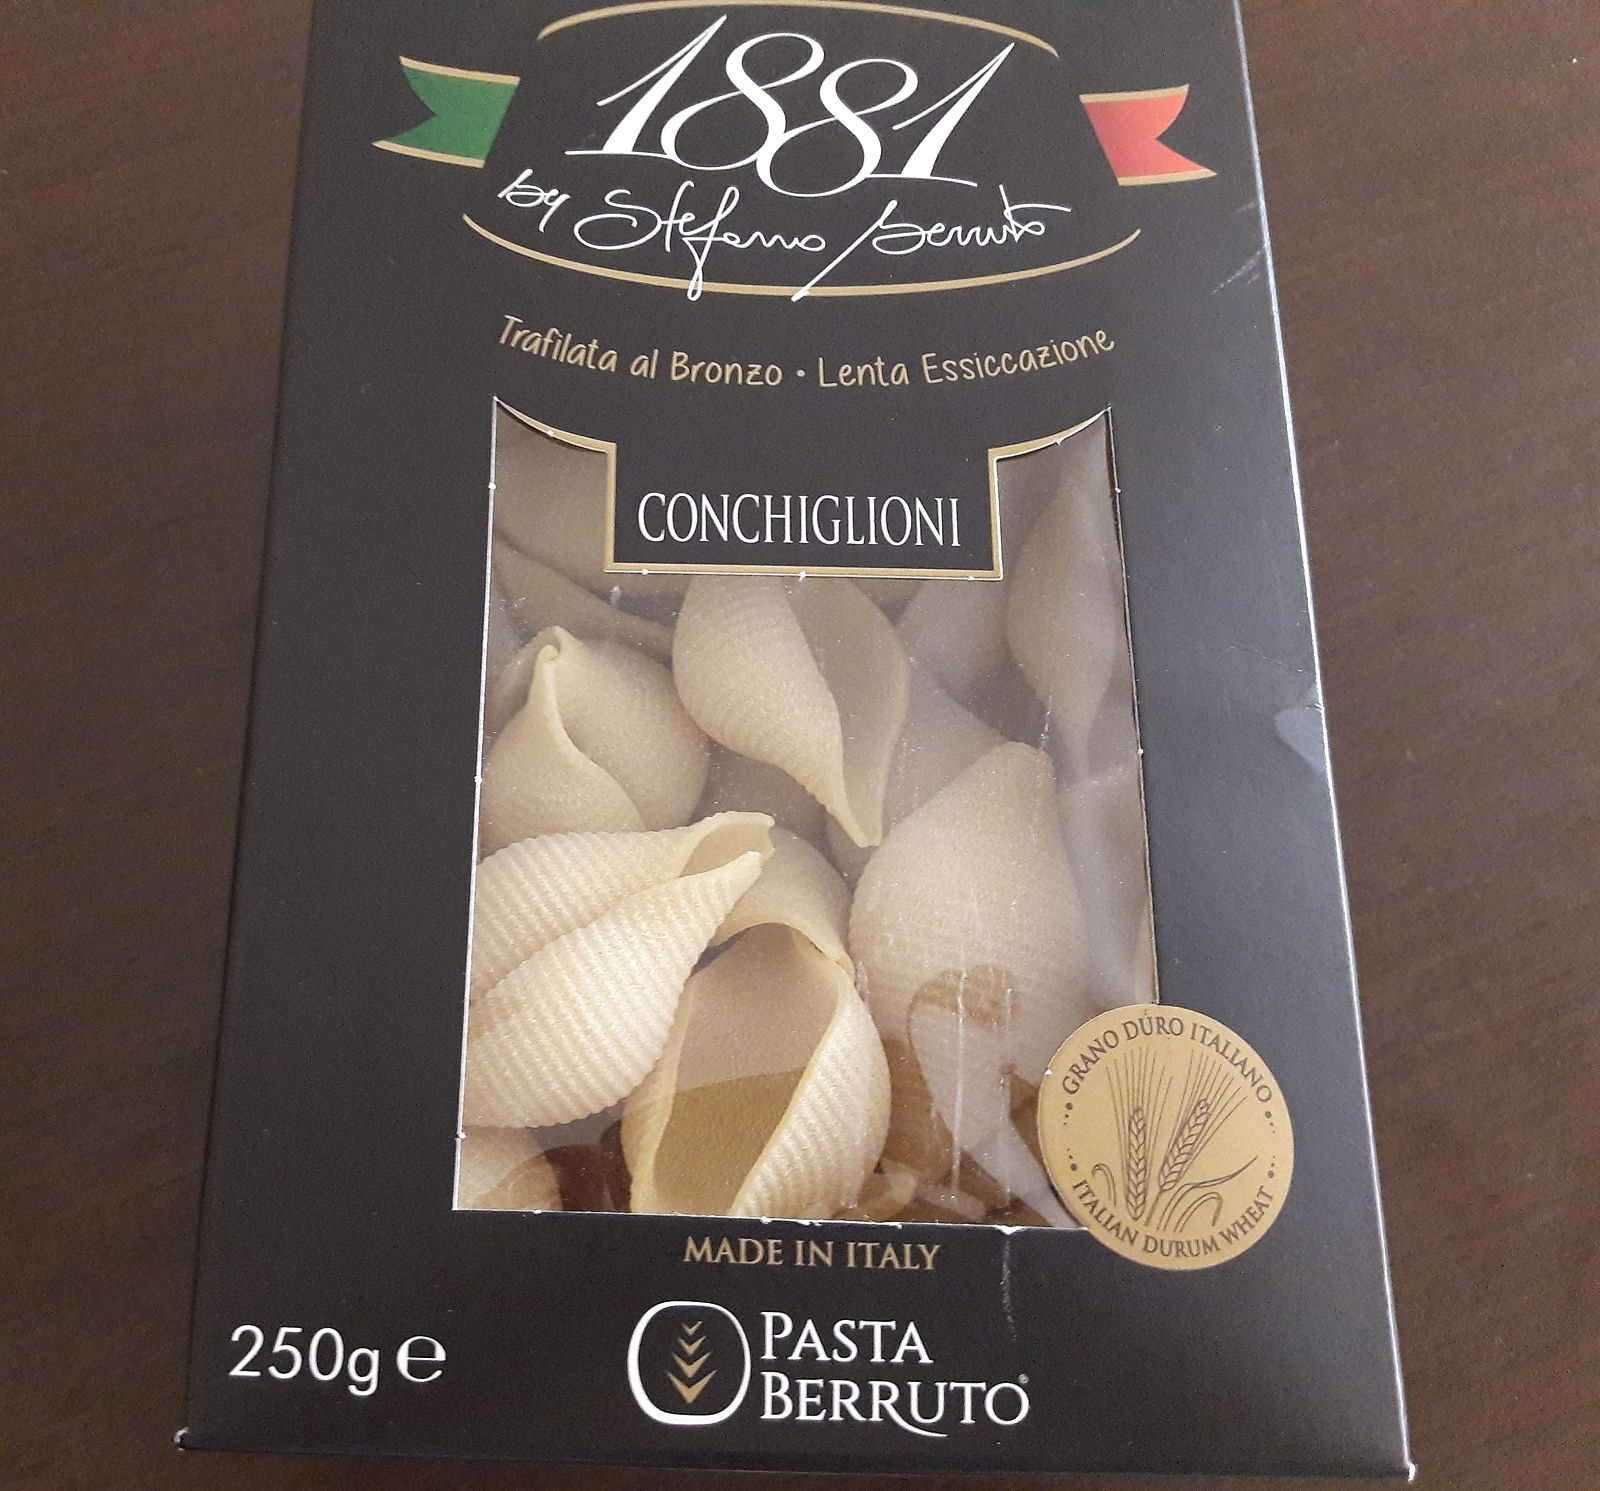 1881
by Stefano Berruto
Trafilata al Bronzo • Lenta Essiccazione
CONCHIGLIONI
GRANO DURO ITALIANO
ITALIAN DURUM WHEAT
MADE IN ITALY
250g ℮
PASTA
BERRUTO®